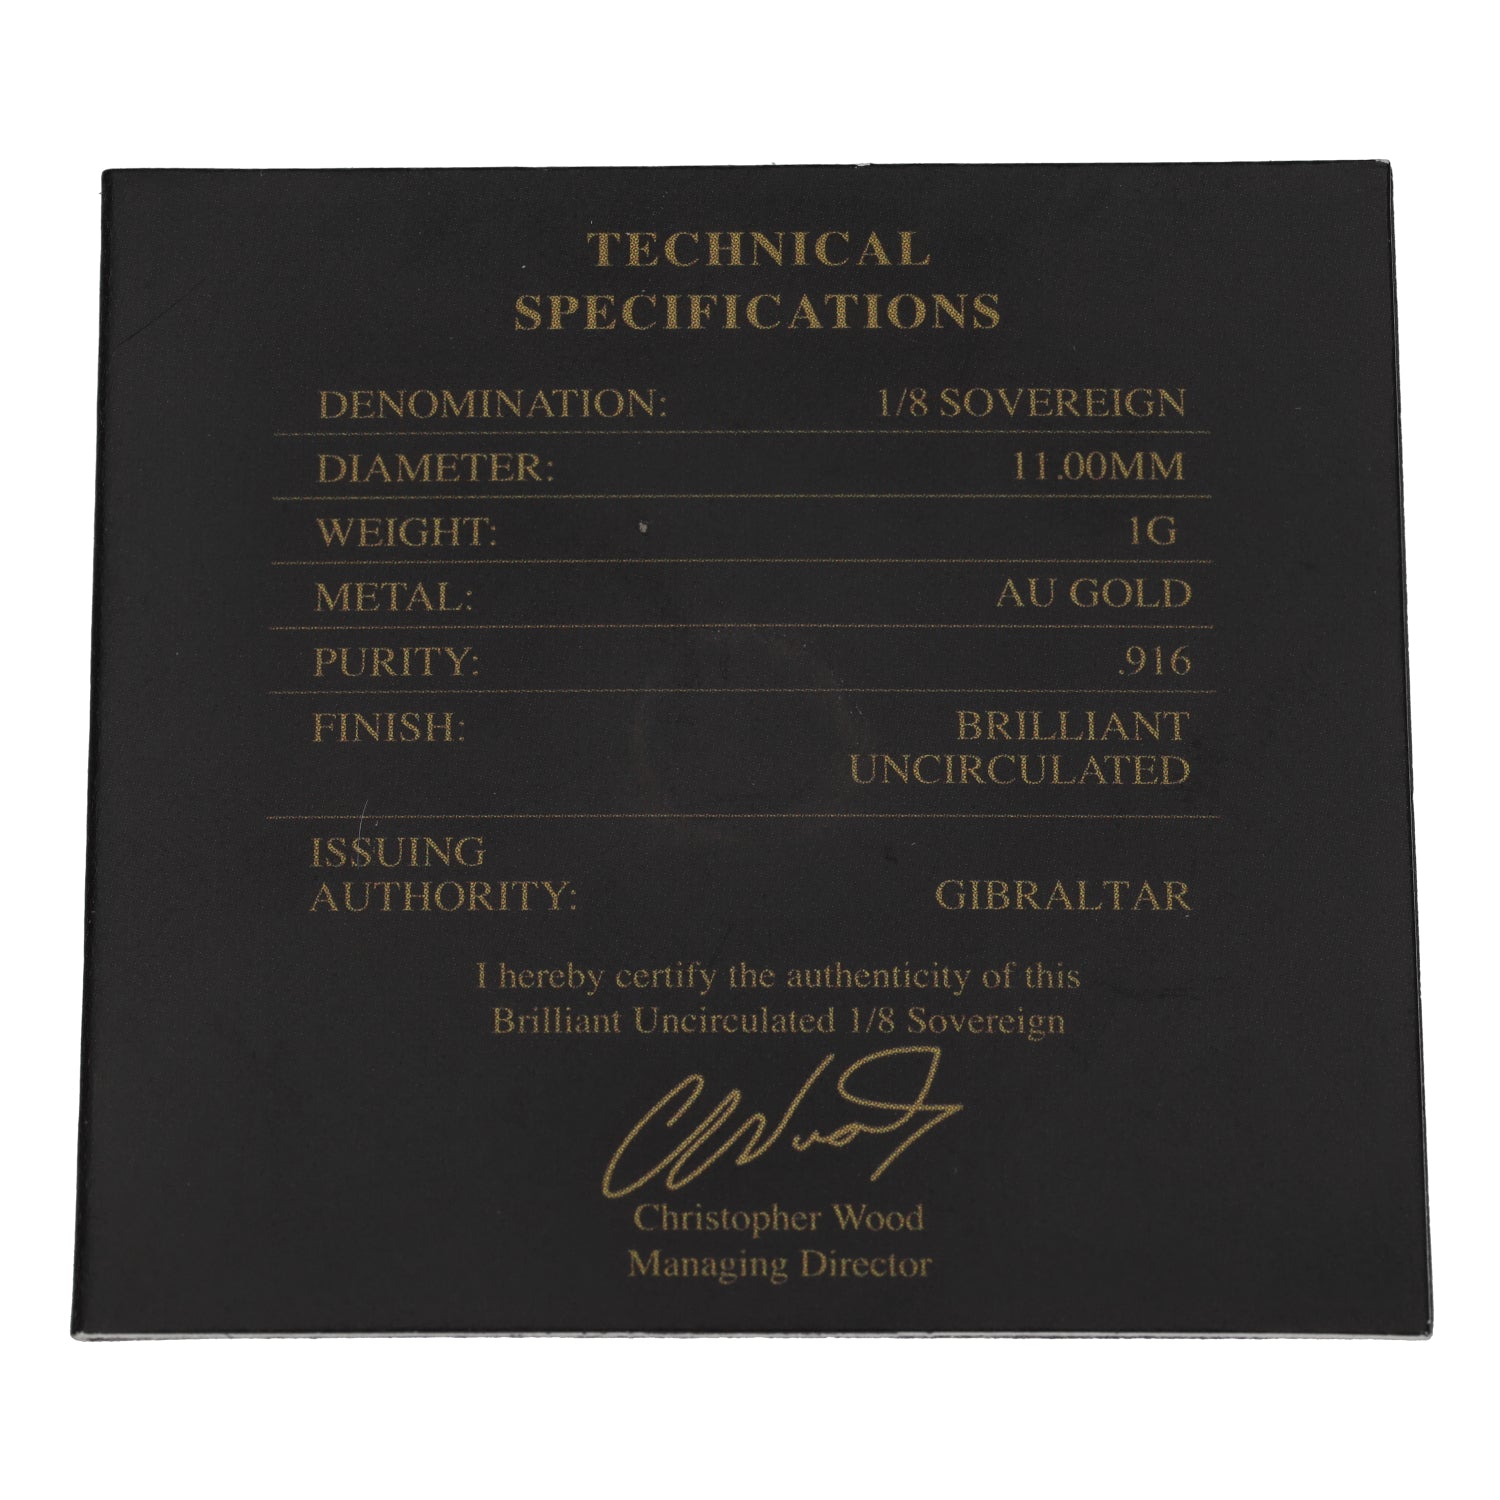 TECHNICAL
SPECIFICATIONS
DENOMINATION: 1/8 SOVEREIGN
DIAMETER: 11.00MM
WEIGHT: 1G
METAL: AU GOLD
PURITY: .916
FINISH: BRILLIANT
UNCIRCULATED
ISSUING
AUTHORITY: GIBRALTAR
I hereby certify the authenticity of this
Brilliant Uncirculated 1/8 Sovereign
CWood
Christopher Wood
Managing Director